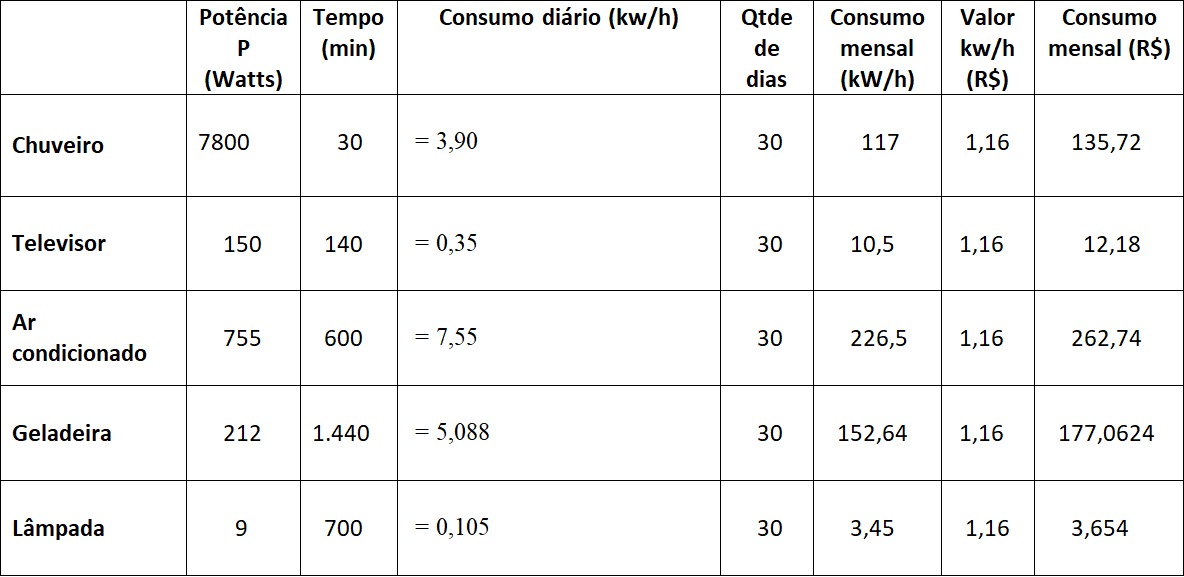 Potência P (Watts) Tempo (min) Consumo diário (kw/h) Qtde de dias Consumo mensal (kW/h) Valor kw/h (R$) Consumo mensal (R$)
Chuveiro 7800 30 = 3,90 30 117 1,16 135,72
Televisor 150 140 = 0,35 30 10,5 1,16 12,18
Ar condicionado 755 600 = 7,55 30 226,5 1,16 262,74
Geladeira 212 1.440 = 5,088 30 152,64 1,16 177,0624
Lâmpada 9 700 = 0,105 30 3,45 1,16 3,654